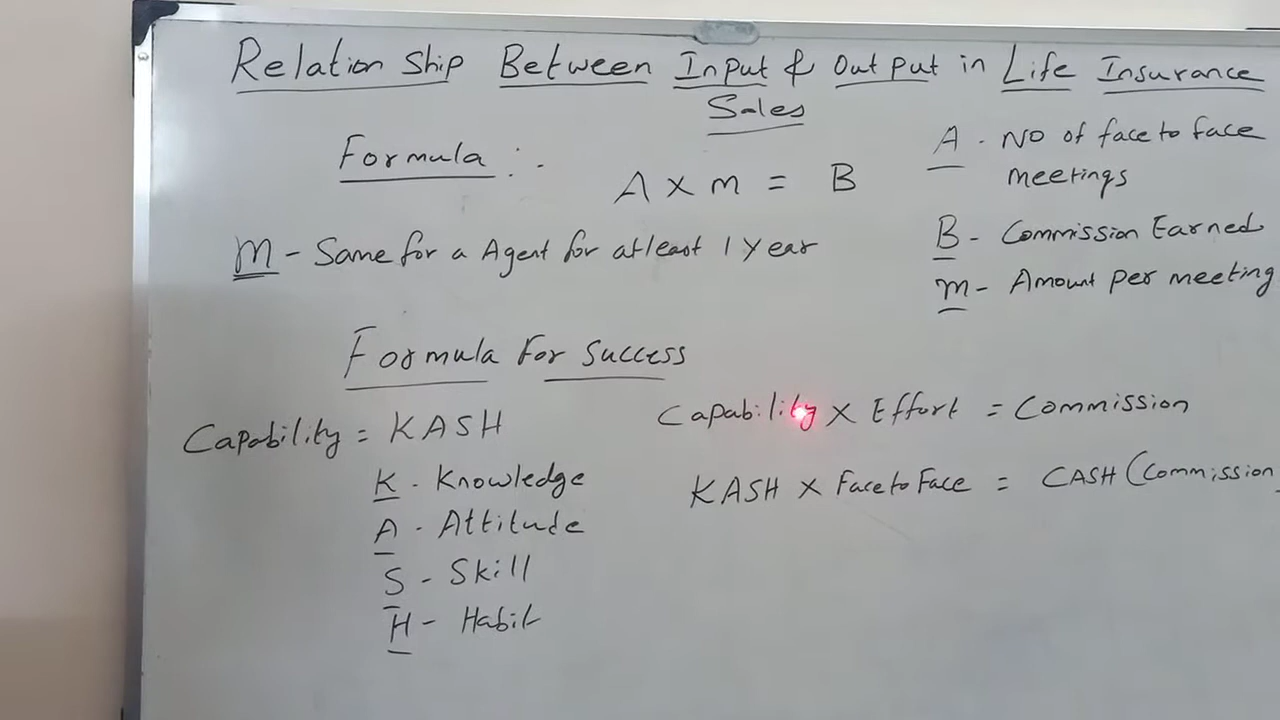 Relation Ship Between Input & Output in Life Insurance
Sales
Formula :-
A x m = B
A - No of face to face
meetings
M - Same for a Agent for atleast 1 Year
B - Commission Earned
m - Amount per meeting
Formula For Success
Capability = KASH
K - Knowledge
A - Attitude
S - Skill
H - Habit
Capability x Effort = Commission
KASH x Face to Face = CASH (Commission